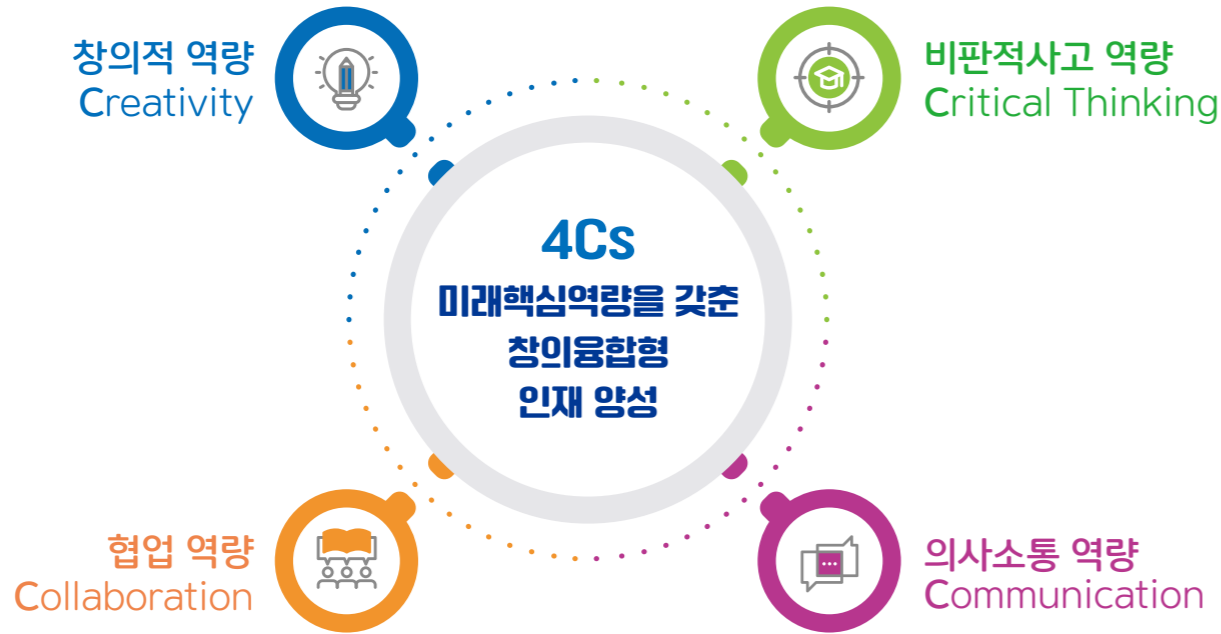 창의적 역량
Creativity
비판적사고 역량
Critical Thinking
4Cs
미래핵심역량을 갖춘
창의융합형
인재 양성
협업 역량
Collaboration
의사소통 역량
Communication